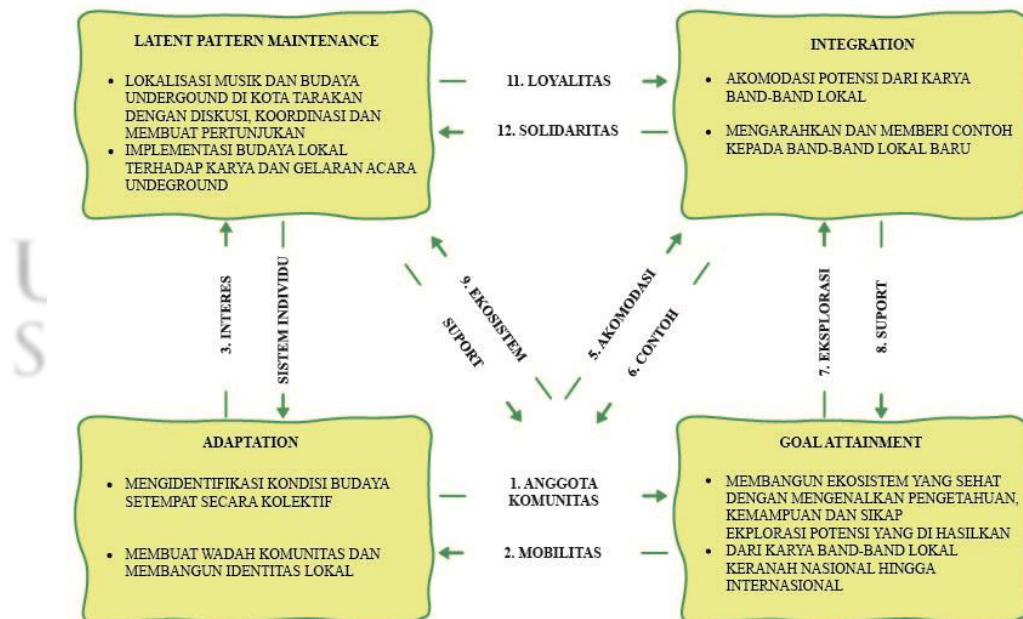 LATENT PATTERN MAINTENANCE
• LOKALISASI MUSIK DAN BUDAYA
UNDERGOUND DI KOTA TARAKAN
DENGAN DISKUSI, KOORDINASI DAN
MEMBUAT PERTUNJUKAN
• IMPLEMENTASI BUDAYA LOKAL
TERHADAP KARYA DAN GELARAN ACARA
UNDEGROUND
11. LOYALITAS
12. SOLIDARITAS
INTEGRATION
• AKOMODASI POTENSI DARI KARYA
BAND-BAND LOKAL
• MENGARAHKAN DAN MEMBERI CONTOH
KEPADA BAND-BAND LOKAL BARU
U
S
3. INTERES
SISTEM INDIVIDU
9. EKOSISTEM
SUPORT
5. AKOMODASI
6. CONTOH
7. EKSPLORASI
8. SUPORT
ADAPTATION
• MENGIDENTIFIKASI KONDISI BUDAYA
SETEMPAT SECARA KOLEKTIF
• MEMBUAT WADAH KOMUNITAS DAN
MEMBANGUN IDENTITAS LOKAL
1. ANGGOTA
KOMUNITAS
2. MOBILITAS
GOAL ATTAINMENT
• MEMBANGUN EKOSISTEM YANG SEHAT
DENGAN MENGENALKAN PENGETAHUAN,
KEMAMPUAN DAN SIKAP
EKPLORASI POTENSI YANG DI HASILKAN
• DARI KARYA BAND-BAND LOKAL
KERANAH NASIONAL HINGGA
INTERNASIONAL